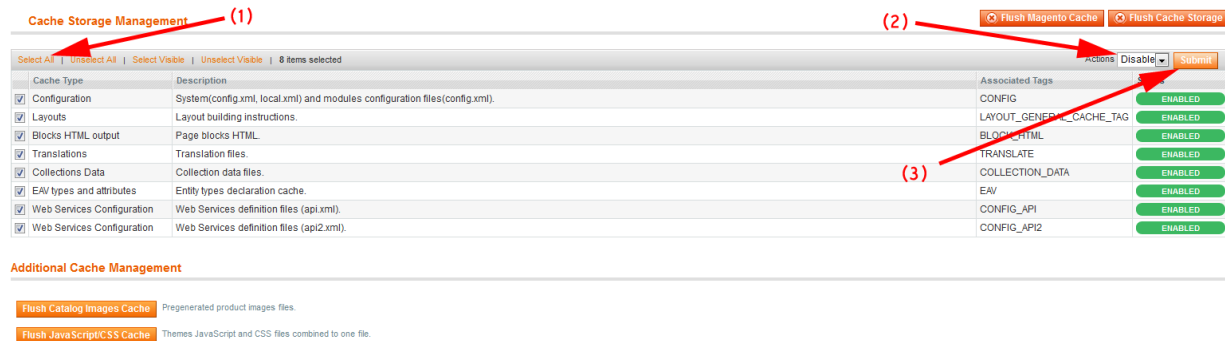 Cache Storage Management (1) (2) Flush Magento Cache Flush Cache Storage
Select All | Unselect All | Select Visible | Unselect Visible | 8 items selected Actions Disable Submit
Cache Type Description Associated Tags
Configuration System(config.xml, local.xml) and modules configuration files(config.xml). CONFIG ENABLED
Layouts Layout building instructions. LAYOUT_GENERAL_CACHE_TAG ENABLED
Blocks HTML output Page blocks HTML. BLOCK_HTML ENABLED
Translations Translation files. TRANSLATE ENABLED
(3)
Collections Data Collection data files. COLLECTION_DATA ENABLED
EAV types and attributes Entity types declaration cache. EAV ENABLED
Web Services Configuration Web Services definition files (api.xml). CONFIG_API ENABLED
Web Services Configuration Web Services definition files (api2.xml). CONFIG_API2 ENABLED
Additional Cache Management
Flush Catalog Images Cache Pregenerated product images files.
Flush JavaScript/CSS Cache Themes JavaScript and CSS files combined to one file.